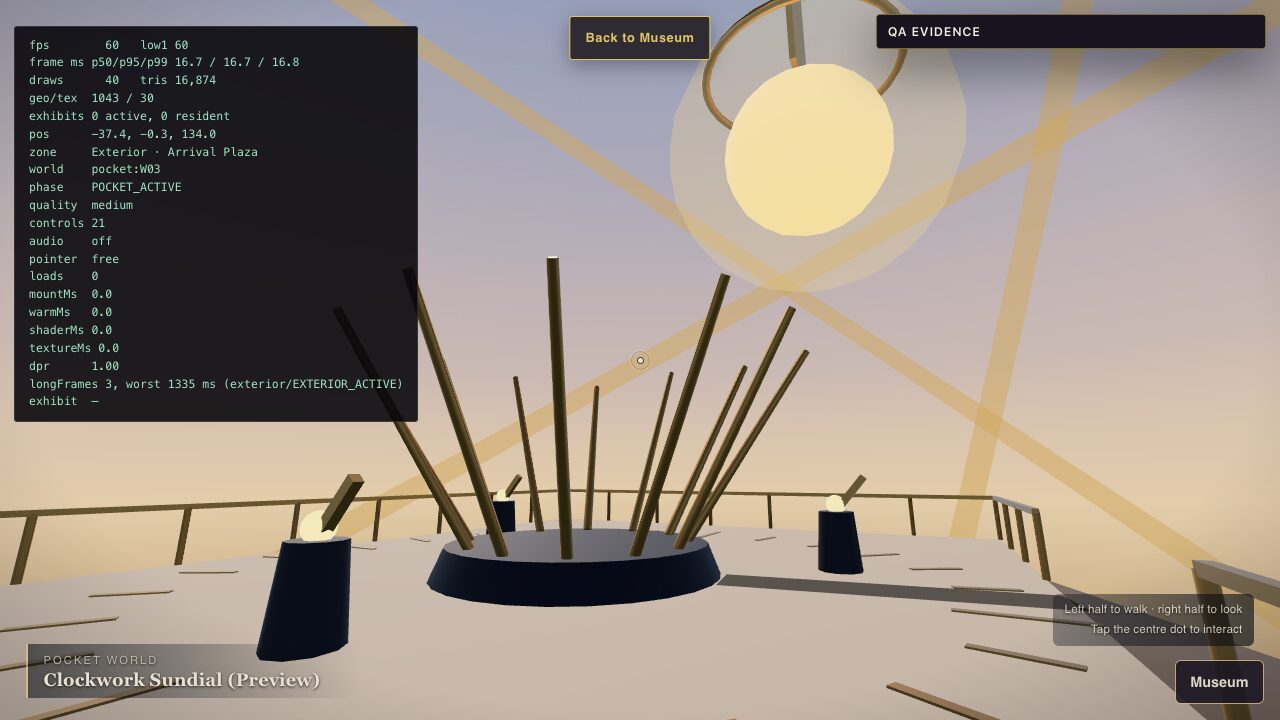 fps 60 low1 60
frame ms p50/p95/p99 16.7 / 16.7 / 16.8
draws 40 tris 16,874
geo/tex 1043 / 30
exhibits 0 active, 0 resident
pos −37.4, −0.3, 134.0
zone Exterior · Arrival Plaza
world pocket:W03
phase POCKET_ACTIVE
quality medium
controls 21
audio off
pointer free
loads 0
mountMs 0.0
warmMs 0.0
shaderMs 0.0
textureMs 0.0
dpr 1.00
longFrames 3, worst 1335 ms (exterior/EXTERIOR_ACTIVE)
exhibit —
Back to Museum
QA EVIDENCE
Left half to walk · right half to look
Tap the centre dot to interact
POCKET WORLD
Clockwork Sundial (Preview)
Museum